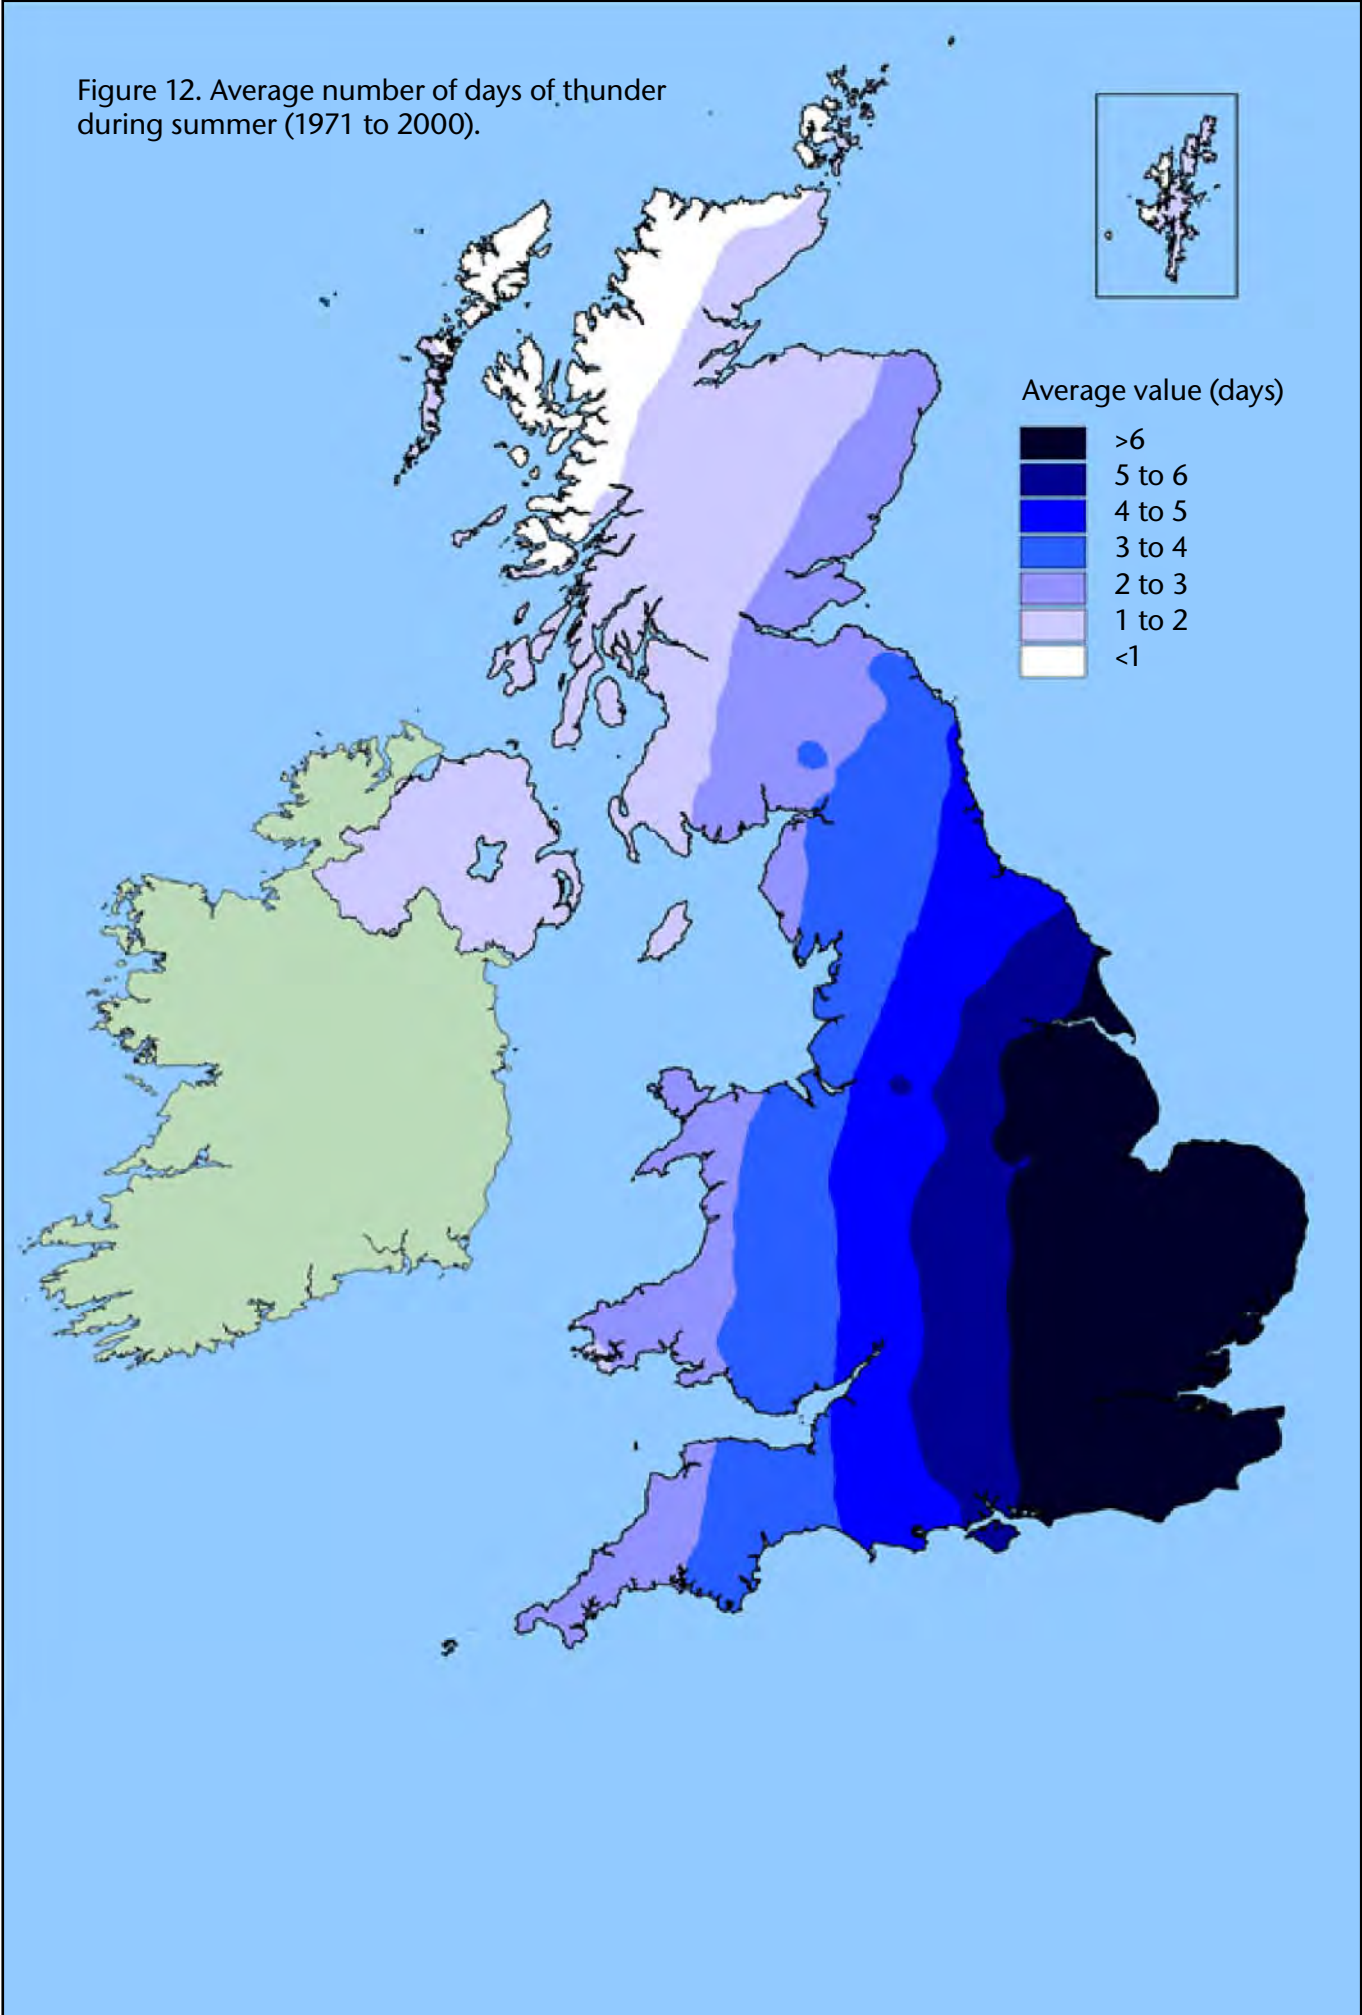 Figure 12. Average number of days of thunder
during summer (1971 to 2000).
Average value (days)
>6
5 to 6
4 to 5
3 to 4
2 to 3
1 to 2
<1